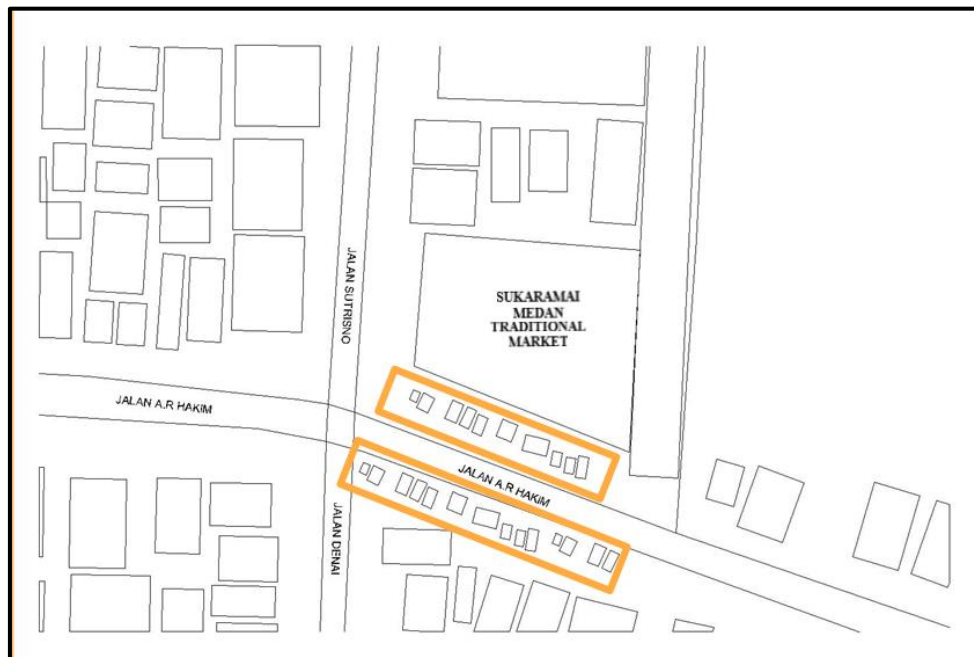 JALAN SUTRISNO
SUKARAMAI
MEDAN
TRADITIONAL
MARKET
JALAN A.R HAKIM
JALAN A.R HAKIM
JALAN DENAI